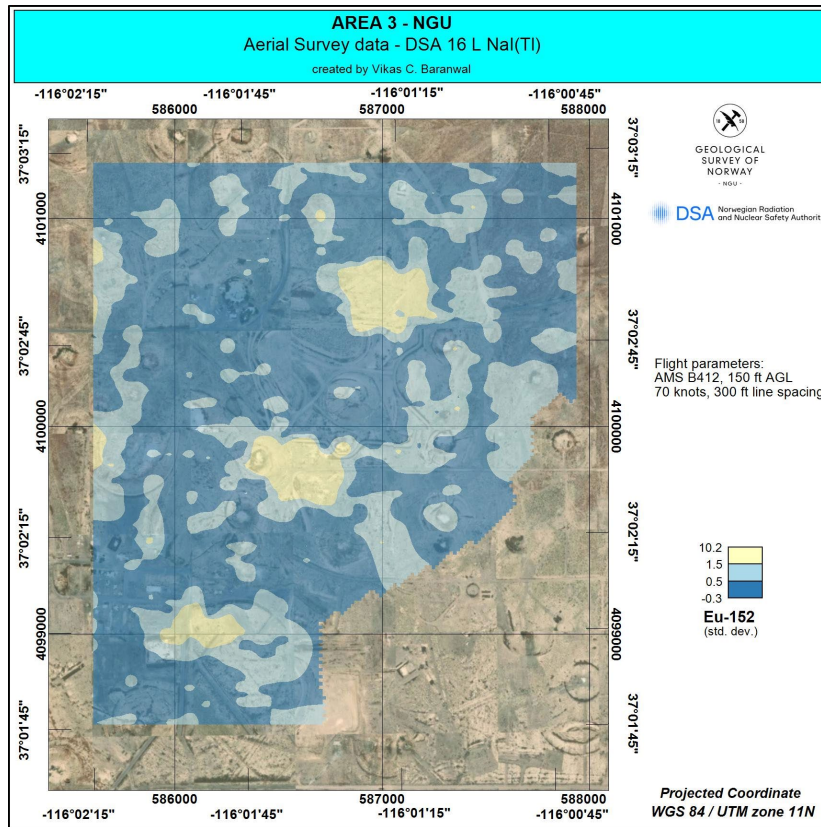 AREA 3 - NGU
Aerial Survey data - DSA 16 L NaI(Tl)
created by Vikas C. Baranwal
-116°02'15" -116°01'45" -116°01'15" -116°00'45"
586000 587000 588000
37°03'15" 37°03'15"
4101000 4101000
37°02'45" 37°02'45"
4100000 4100000
37°02'15" 37°02'15"
4099000 4099000
37°01'45" 37°01'45"
586000 587000 588000
-116°02'15" -116°01'45" -116°01'15" -116°00'45"
18 58
GEOLOGICAL
SURVEY OF
NORWAY
- NGU -
DSA Norwegian Radiation
and Nuclear Safety Authorit
Flight parameters:
AMS B412, 150 ft AGL
70 knots, 300 ft line spacing
10.2
1.5
0.5
-0.3
Eu-152
(std. dev.)
Projected Coordinate
WGS 84 / UTM zone 11N